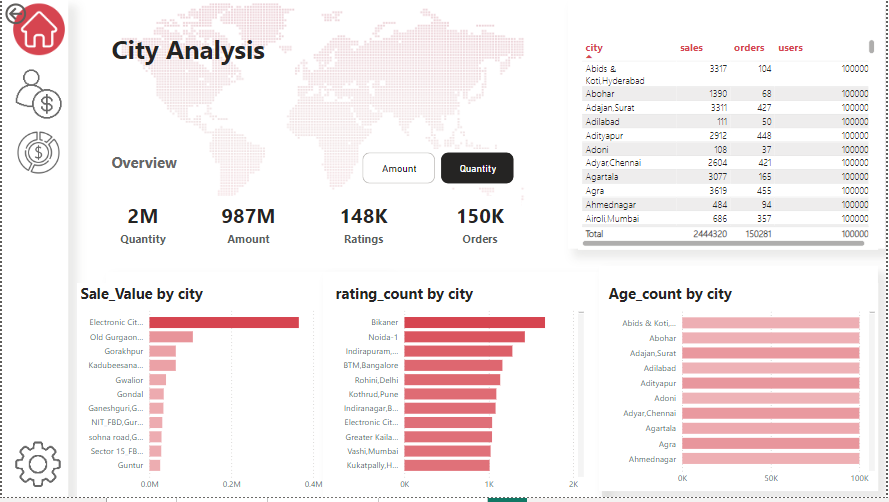 City Analysis
Overview
Amount
Quantity
2M
987M
148K
150K
Quantity
Amount
Ratings
Orders
city sales orders users
Abids &
Koti,Hyderabad 3317 104 100000
Abohar 1390 68 100000
Adajan,Surat 3311 427 100000
Adilabad 111 50 100000
Adityapur 2912 448 100000
Adoni 108 37 100000
Adyar,Chennai 2604 421 100000
Agartala 3077 165 100000
Agra 3619 455 100000
Ahmednagar 484 94 100000
Airoli,Mumbai 686 357 100000
Total 2444320 150281 100000
Sale_Value by city
Electronic Cit...
Old Gurgaon...
Gorakhpur
Kadubeesana...
Gwalior
Gondal
Ganeshguri,G...
NIT_FBD,Gur...
sohna road,G...
Sector 15_FB...
Guntur
0.0M 0.2M 0.4M
rating_count by city
Bikaner
Noida-1
Indirapuram,...
BTM,Bangalore
Rohini,Delhi
Kothrud,Pune
Indiranagar,B...
Electronic Cit...
Greater Kaila...
Vashi,Mumbai
Kukatpally,H...
0K 1K 2K
Age_count by city
Abids & Koti,...
Abohar
Adajan,Surat
Adilabad
Adityapur
Adoni
Adyar,Chennai
Agartala
Agra
Ahmednagar
0K 50K 100K